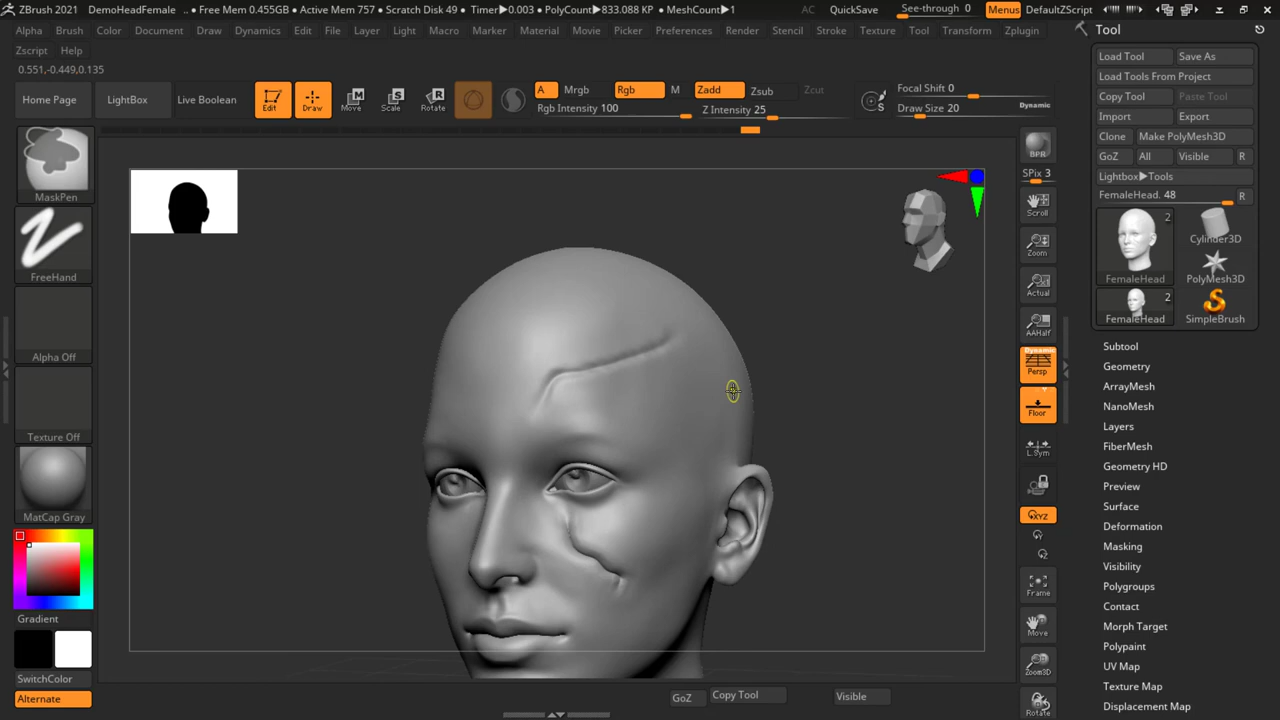 ZBrush 2021 DemoHeadFemale .. • Free Mem 0.455GB • Active Mem 757 • Scratch Disk 49 • Timer▶0.003 • PolyCount▶833.088 KP • MeshCount▶1 AC QuickSave See-through 0 Menus DefaultZScript
Alpha Brush Color Document Draw Dynamics Edit File Layer Light Macro Marker Material Movie Picker Preferences Render Stencil Stroke Texture Tool Transform Zplugin
Zscript Help
0.551,-0.449,0.135
Home Page LightBox Live Boolean Edit Draw Move Scale Rotate
A Mrgb Rgb M Zadd Zsub Zcut Focal Shift 0
Rgb Intensity 100 Z Intensity 25 S Draw Size 20 Dynamic
MaskPen
FreeHand
Alpha Off
Texture Off
MatCap Gray
Gradient
SwitchColor
Alternate
BPR
SPix 3
Scroll
Zoom
Actual
AAHalf
Dynamic
Persp
Floor
L.Sym
XYZ
Y
Z
Frame
Move
Zoom3D
Rotate
GoZ Copy Tool Visible
Tool
Load Tool Save As
Load Tools From Project
Copy Tool Paste Tool
Import Export
Clone Make PolyMesh3D
GoZ All Visible R
Lightbox▶Tools
FemaleHead. 48 R
2
FemaleHead Cylinder3D
PolyMesh3D
2
FemaleHead SimpleBrush
Subtool
Geometry
ArrayMesh
NanoMesh
Layers
FiberMesh
Geometry HD
Preview
Surface
Deformation
Masking
Visibility
Polygroups
Contact
Morph Target
Polypaint
UV Map
Texture Map
Displacement Map